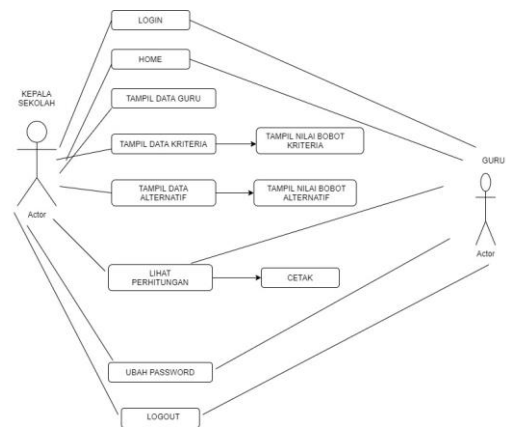 LOGIN
HOME
KEPALA
SEKOLAH
TAMPIL DATA GURU
TAMPIL DATA KRITERIA
TAMPIL NILAI BOBOT
KRITERIA
GURU
TAMPIL DATA
ALTERNATIF
TAMPIL NILAI BOBOT
ALTERNATIF
Actor
Actor
LIHAT
PERHITUNGAN
CETAK
UBAH PASSWORD
LOGOUT